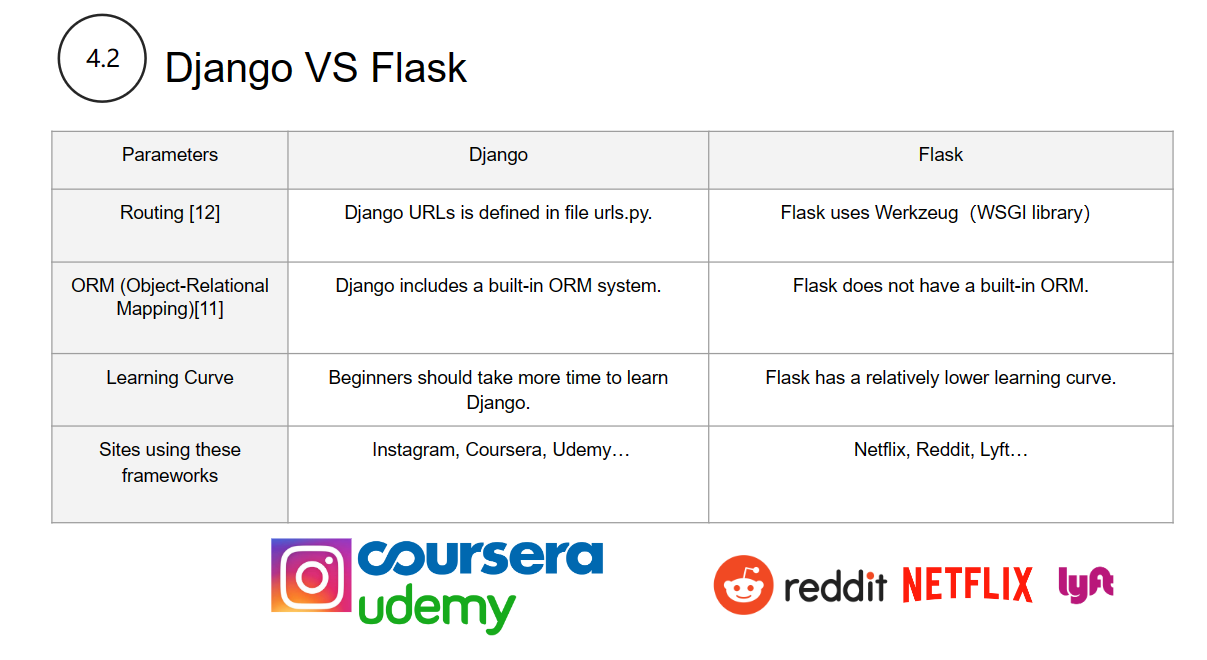 4.2
Django VS Flask
Parameters
Django
Flask
Routing [12]
Django URLs is defined in file urls.py.
Flask uses Werkzeug（WSGI library）
ORM (Object-Relational
Mapping)[11]
Django includes a built-in ORM system.
Flask does not have a built-in ORM.
Learning Curve
Beginners should take more time to learn
Django.
Flask has a relatively lower learning curve.
Sites using these
frameworks
Instagram, Coursera, Udemy…
Netflix, Reddit, Lyft…
coursera
udemy
reddit
NETFLIX
lyft